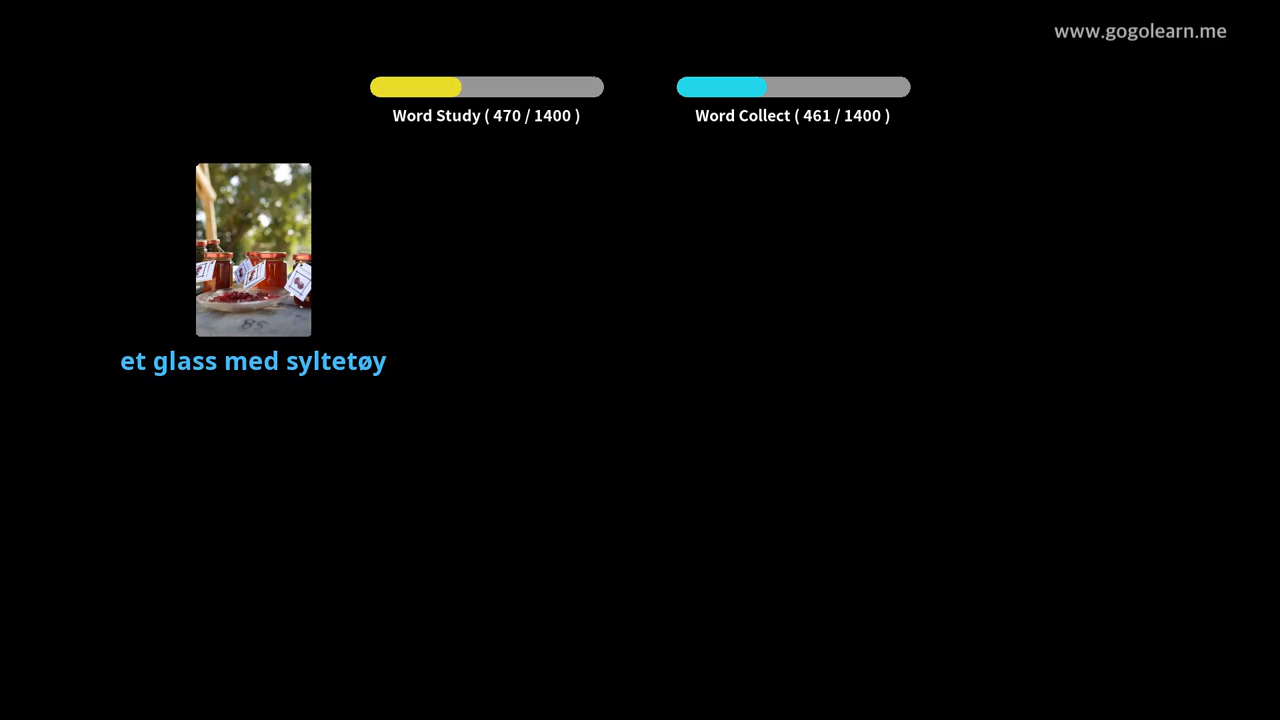 www.gogolearn.me
Word Study ( 470 / 1400 )
Word Collect ( 461 / 1400 )
et glass med syltetøy